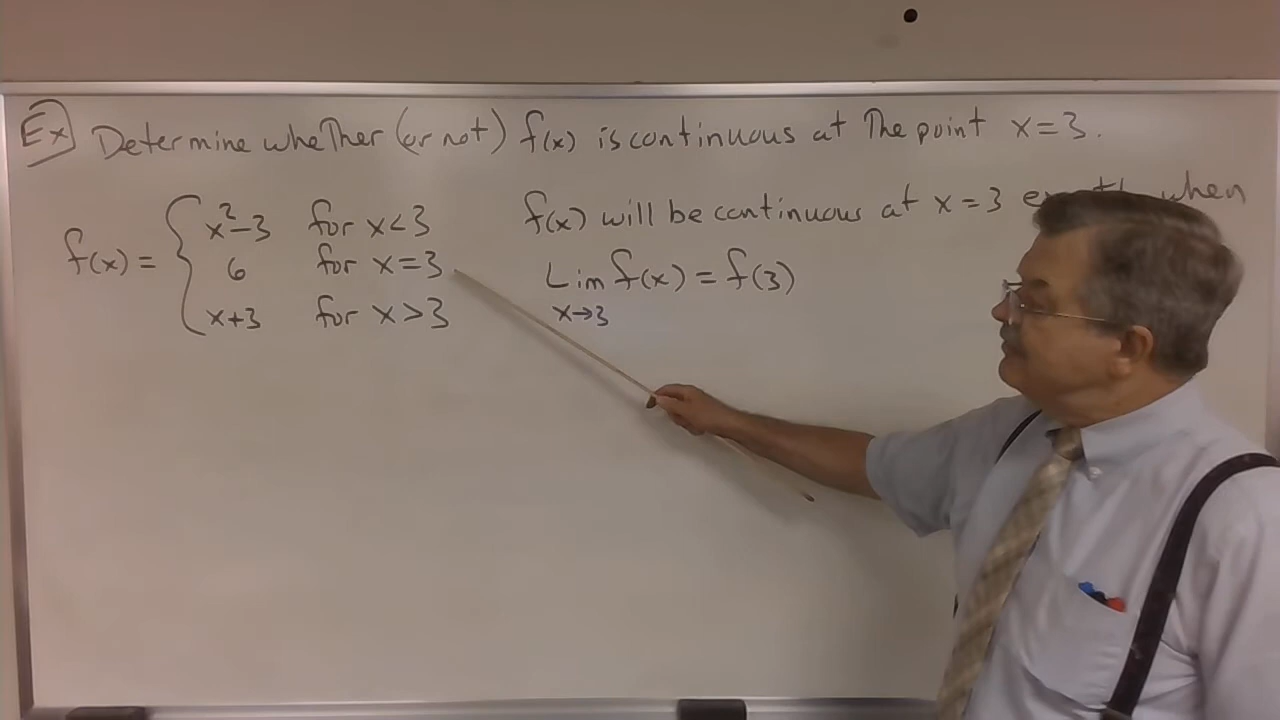 Ex Determine whether (or not) f(x) is continuous at the point x=3.
f(x) will be continuous at x=3 when
f(x) = { x²-3 for x<3
6 for x=3
x+3 for x>3
Lim f(x) = f(3)
x→3